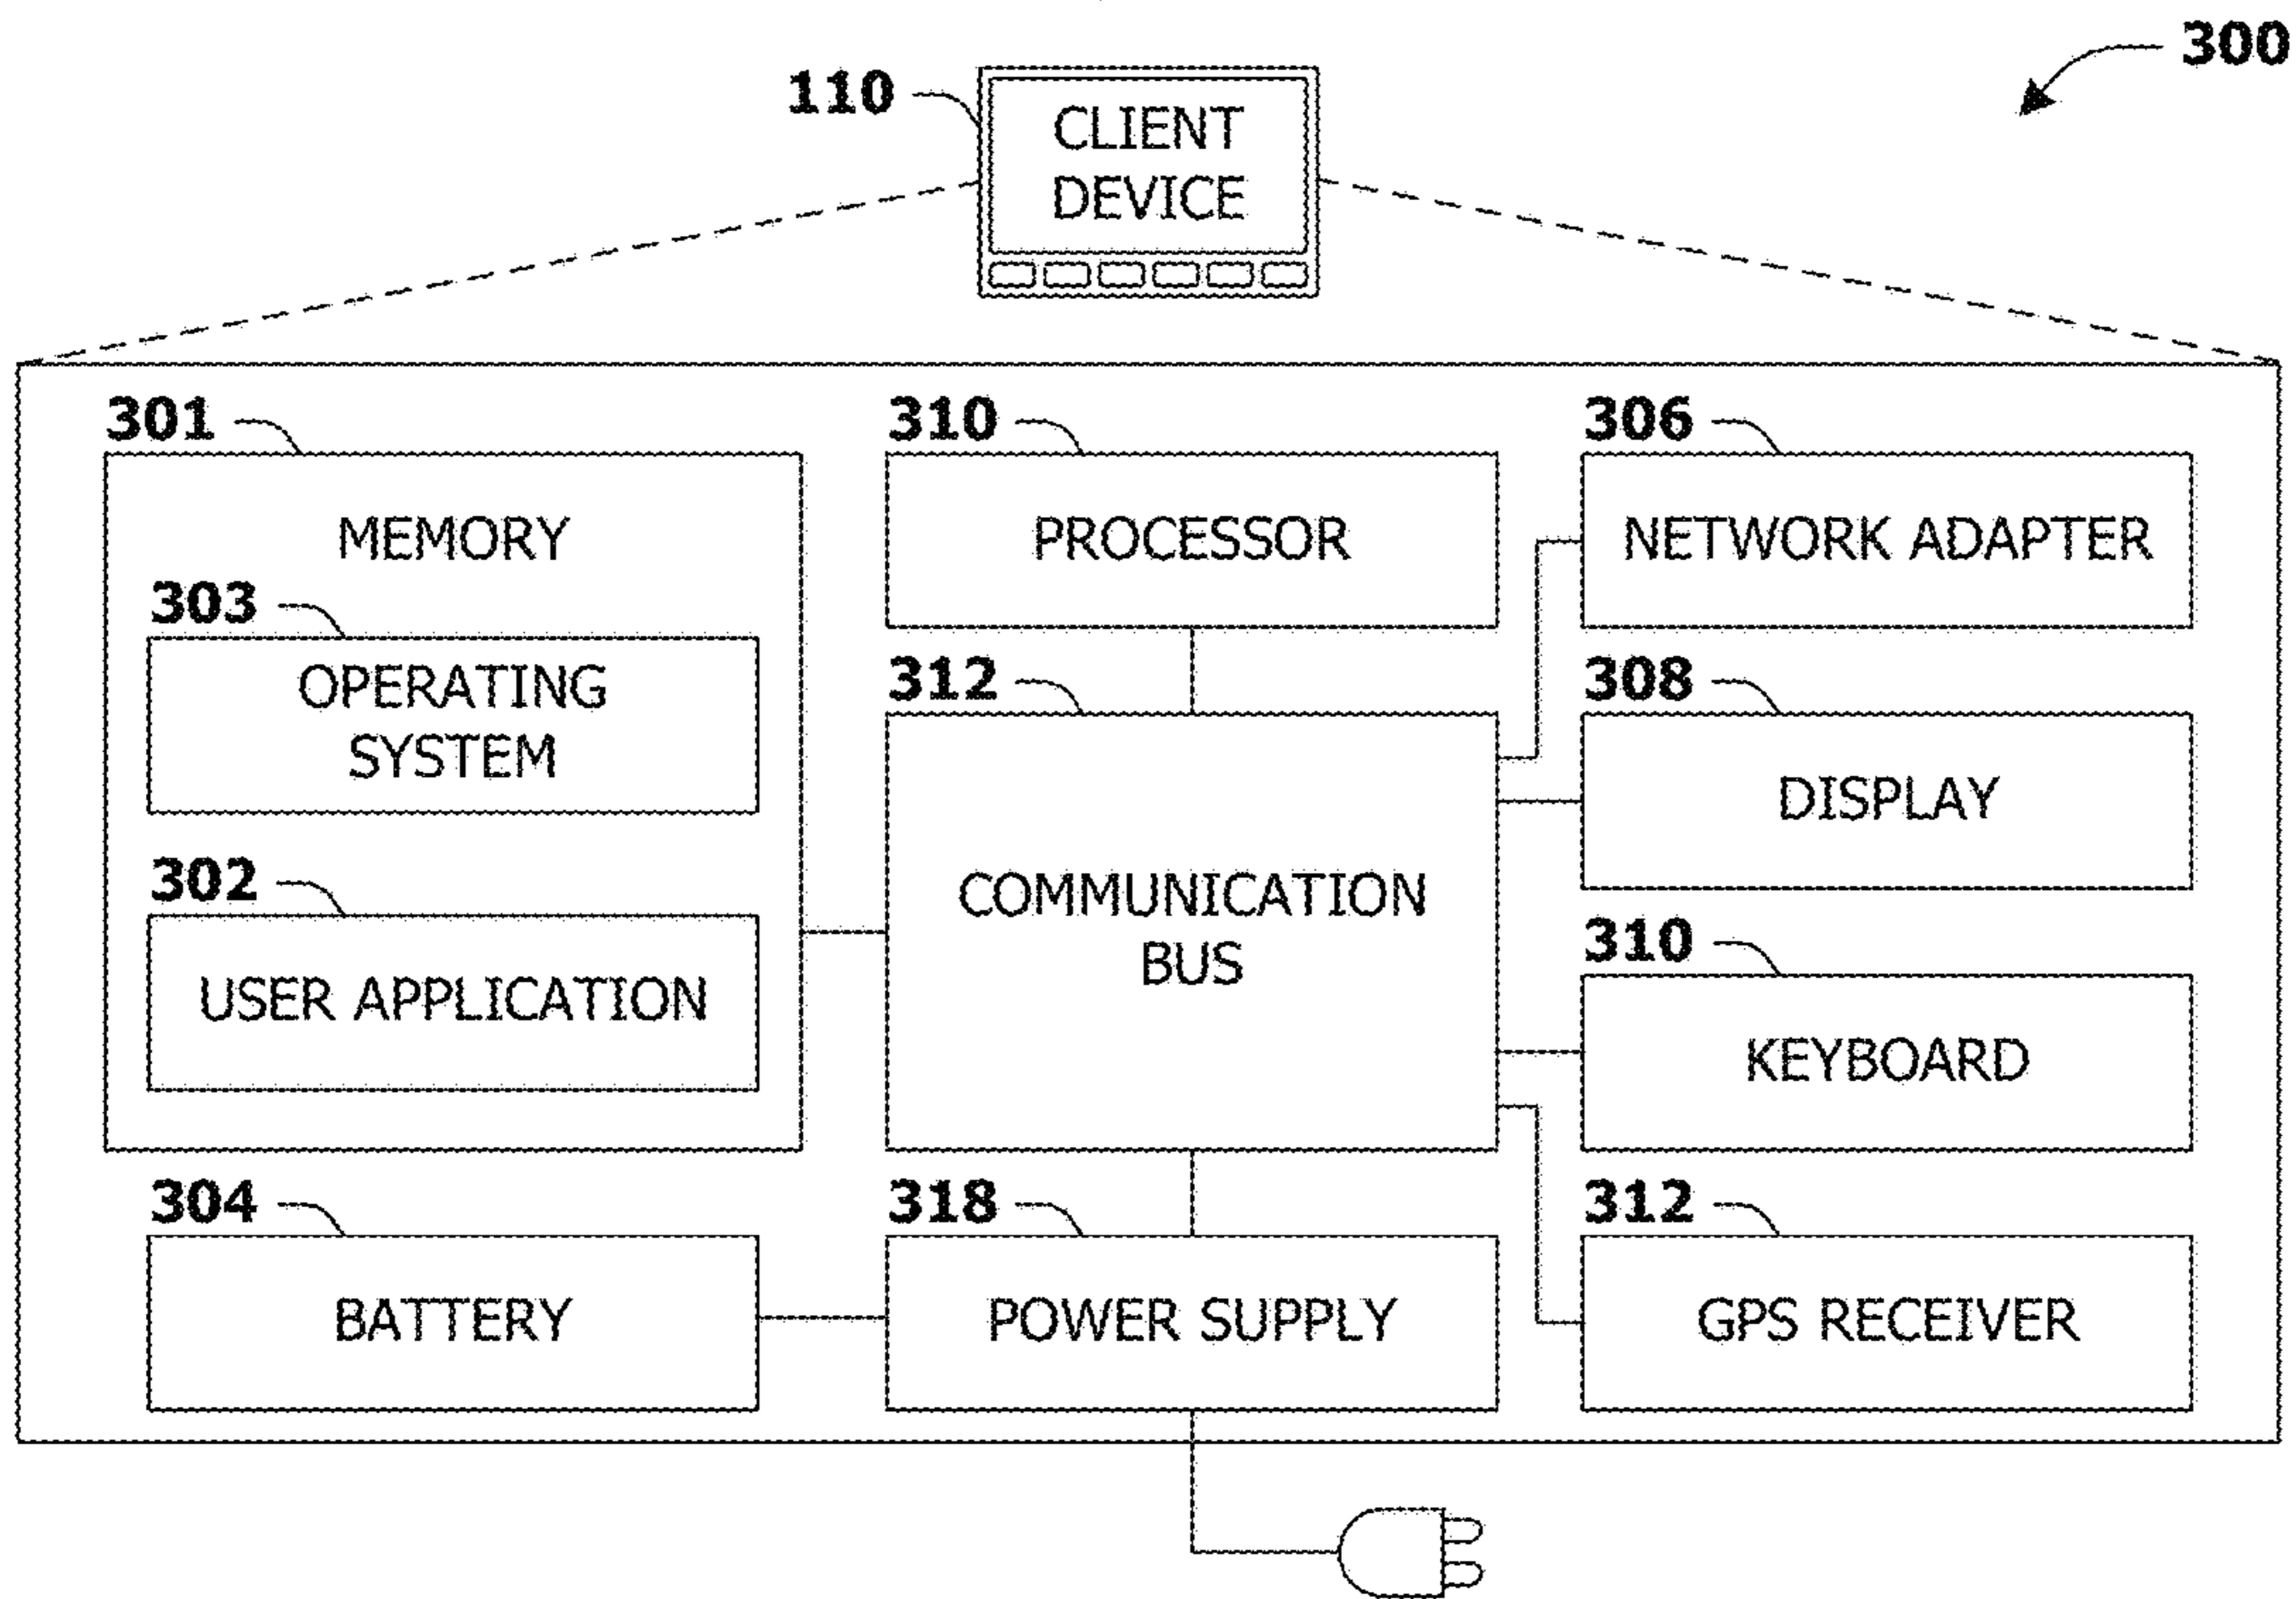 300
110
CLIENT
DEVICE
301
310
306
MEMORY
PROCESSOR
NETWORK ADAPTER
303
OPERATING
SYSTEM
312
308
DISPLAY
302
USER APPLICATION
COMMUNICATION
BUS
310
KEYBOARD
304
318
312
BATTERY
POWER SUPPLY
GPS RECEIVER